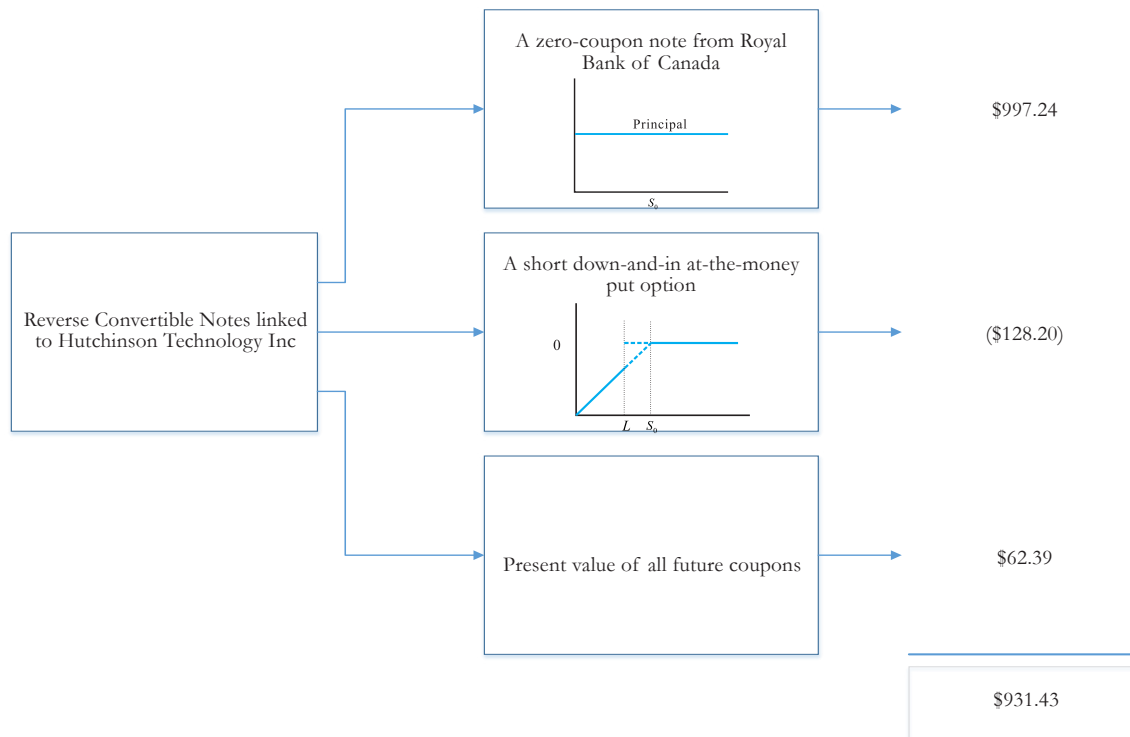 A zero-coupon note from Royal
Bank of Canada
Principal
S₀
$997.24
Reverse Convertible Notes linked
to Hutchinson Technology Inc
A short down-and-in at-the-money
put option
0
L S₀
($128.20)
Present value of all future coupons
$62.39
$931.43